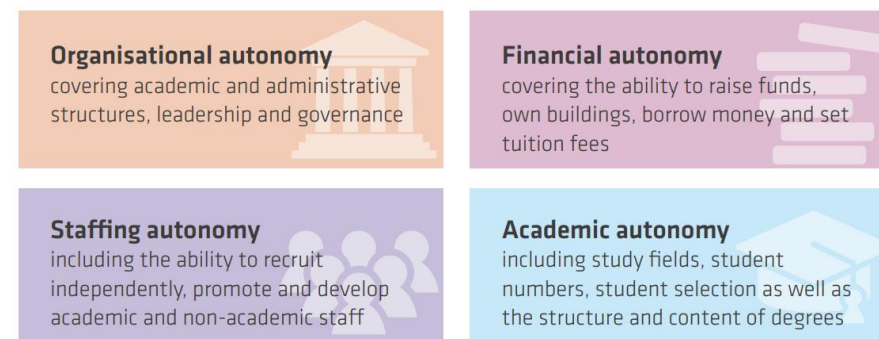 Organisational autonomy
covering academic and administrative
structures, leadership and governance
Financial autonomy
covering the ability to raise funds,
own buildings, borrow money and set
tuition fees
Staffing autonomy
including the ability to recruit
independently, promote and develop
academic and non-academic staff
Academic autonomy
including study fields, student
numbers, student selection as well as
the structure and content of degrees